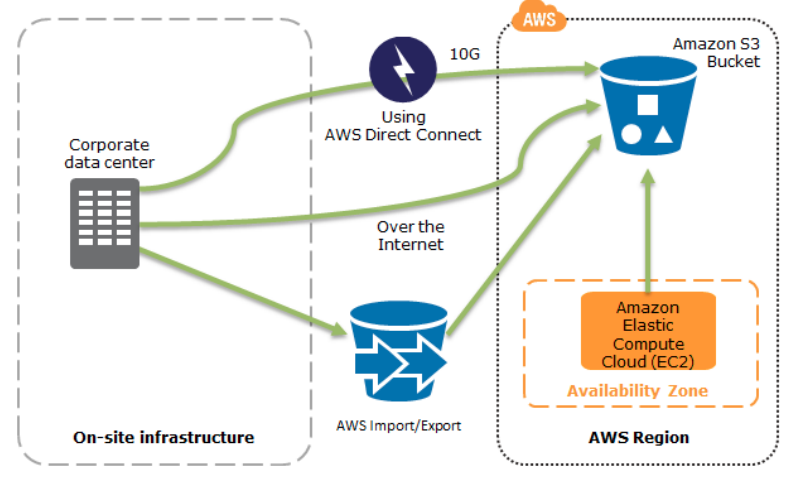 AWS
Amazon S3
Bucket
10G
Using
AWS Direct Connect
Corporate
data center
Over the
Internet
Amazon
Elastic
Compute
Cloud (EC2)
Availability Zone
AWS Import/Export
On-site infrastructure
AWS Region